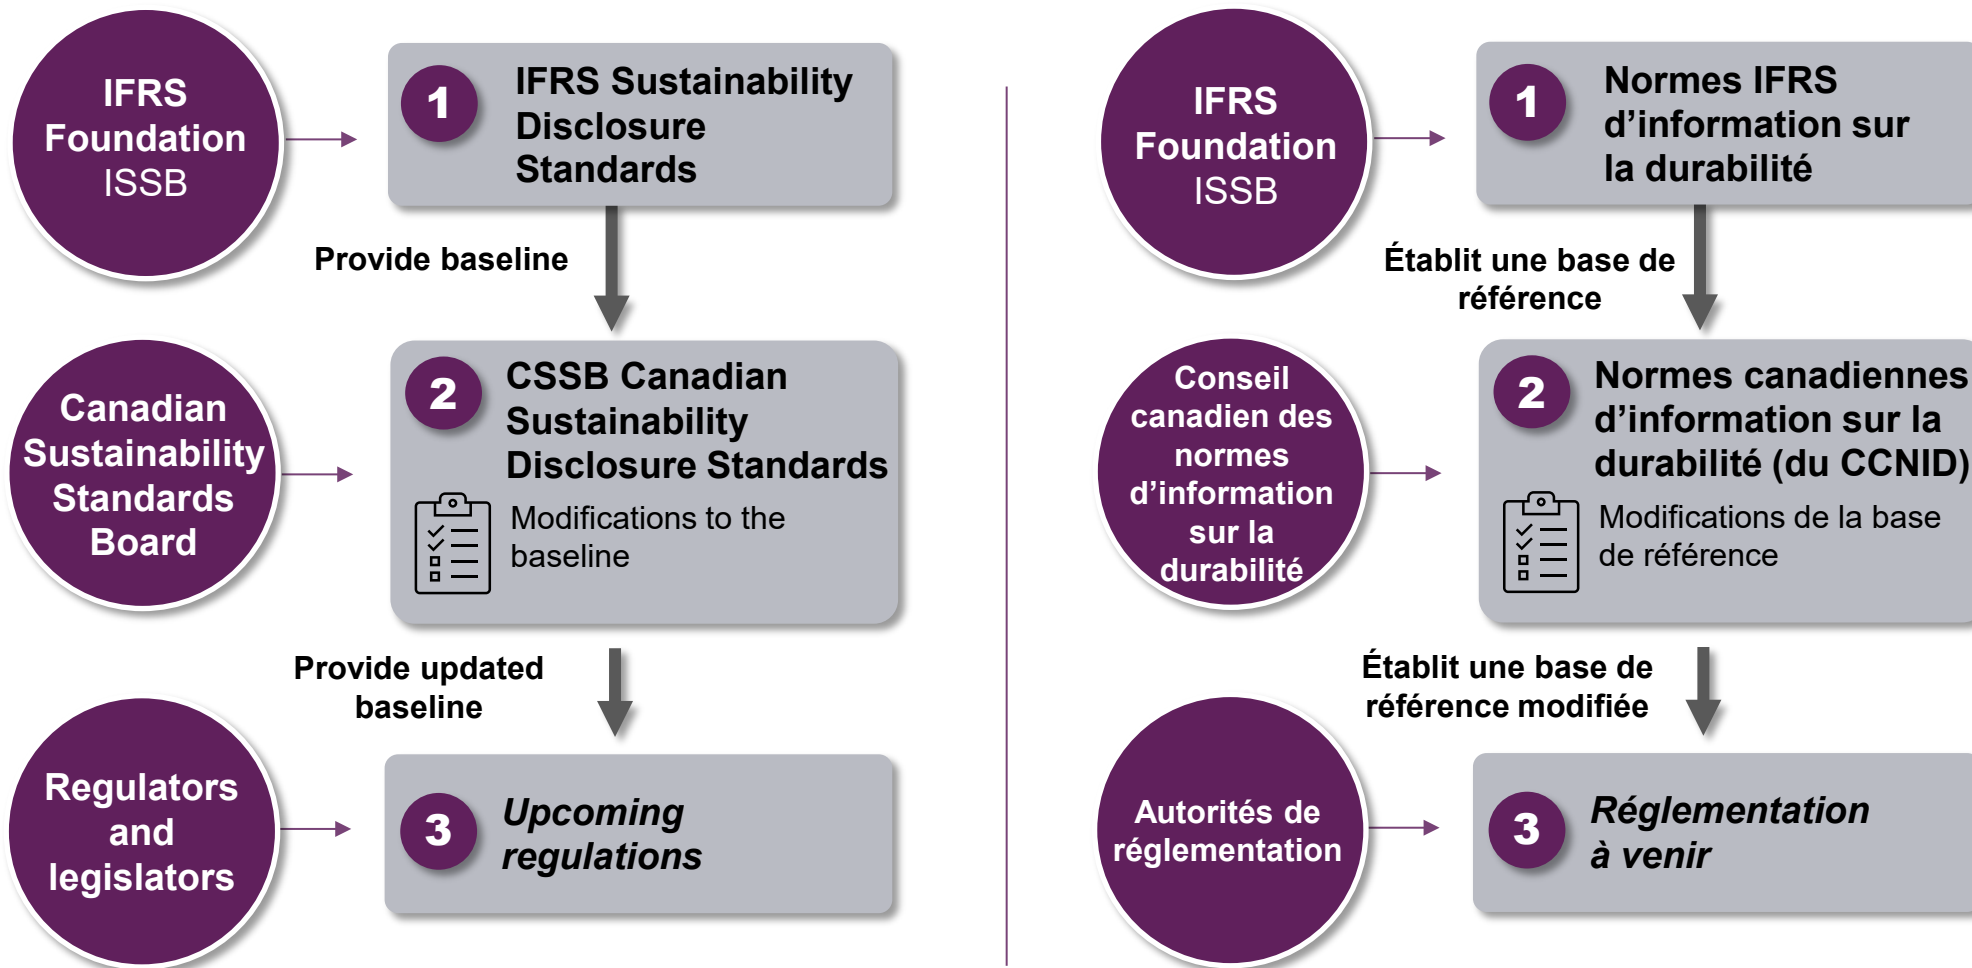 IFRS
Foundation
ISSB
1
IFRS Sustainability
Disclosure
Standards
Provide baseline
Canadian
Sustainability
Standards
Board
2
CSSB Canadian
Sustainability
Disclosure Standards
Modifications to the
baseline
Provide updated
baseline
Regulators
and
legislators
3
Upcoming
regulations
IFRS
Foundation
ISSB
1
Normes IFRS
d’information sur
la durabilité
Établit une base de
référence
Conseil
canadien des
normes
d’information
sur la
durabilité
2
Normes canadiennes
d’information sur la
durabilité (du CCNID)
Modifications de la base
de référence
Établit une base de
référence modifiée
Autorités de
réglementation
3
Réglementation
à venir